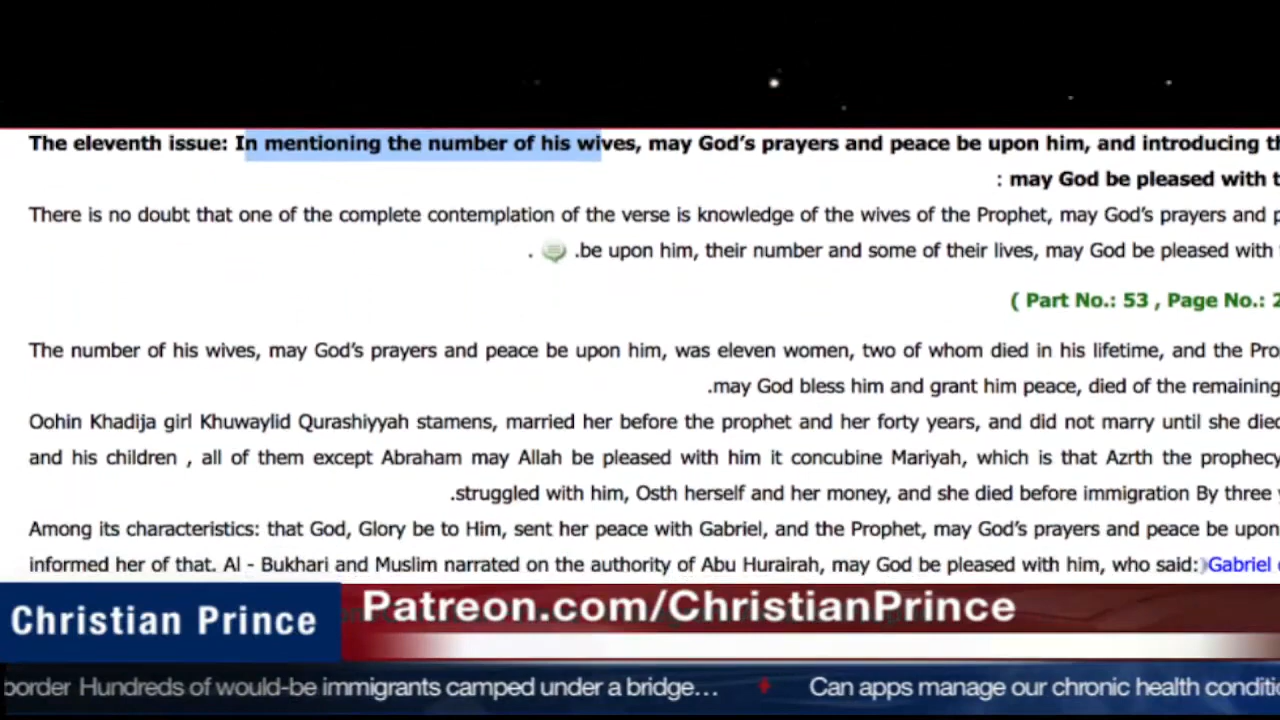 The eleventh issue: In mentioning the number of his wives, may God's prayers and peace be upon him, and introducing
: may God be pleased with
There is no doubt that one of the complete contemplation of the verse is knowledge of the wives of the Prophet, may God's prayers and
. .be upon him, their number and some of their lives, may God be pleased with
( Part No.: 53 , Page No.: 2
The number of his wives, may God's prayers and peace be upon him, was eleven women, two of whom died in his lifetime, and the
.may God bless him and grant him peace, died of the remaining
Oohin Khadija girl Khuwaylid Qurashiyyah stamens, married her before the prophet and her forty years, and did not marry until she died
and his children , all of them except Abraham may Allah be pleased with him it concubine Mariyah, which is that Azrth the prophecy
.struggled with him, Osth herself and her money, and she died before immigration By three
Among its characteristics: that God, Glory be to Him, sent her peace with Gabriel, and the Prophet, may God's prayers and peace be upon
informed her of that. Al - Bukhari and Muslim narrated on the authority of Abu Hurairah, may God be pleased with him, who said: Gabriel
Christian Prince
Patreon.com/ChristianPrince
border Hundreds of would-be immigrants camped under a bridge... Can apps manage our chronic health